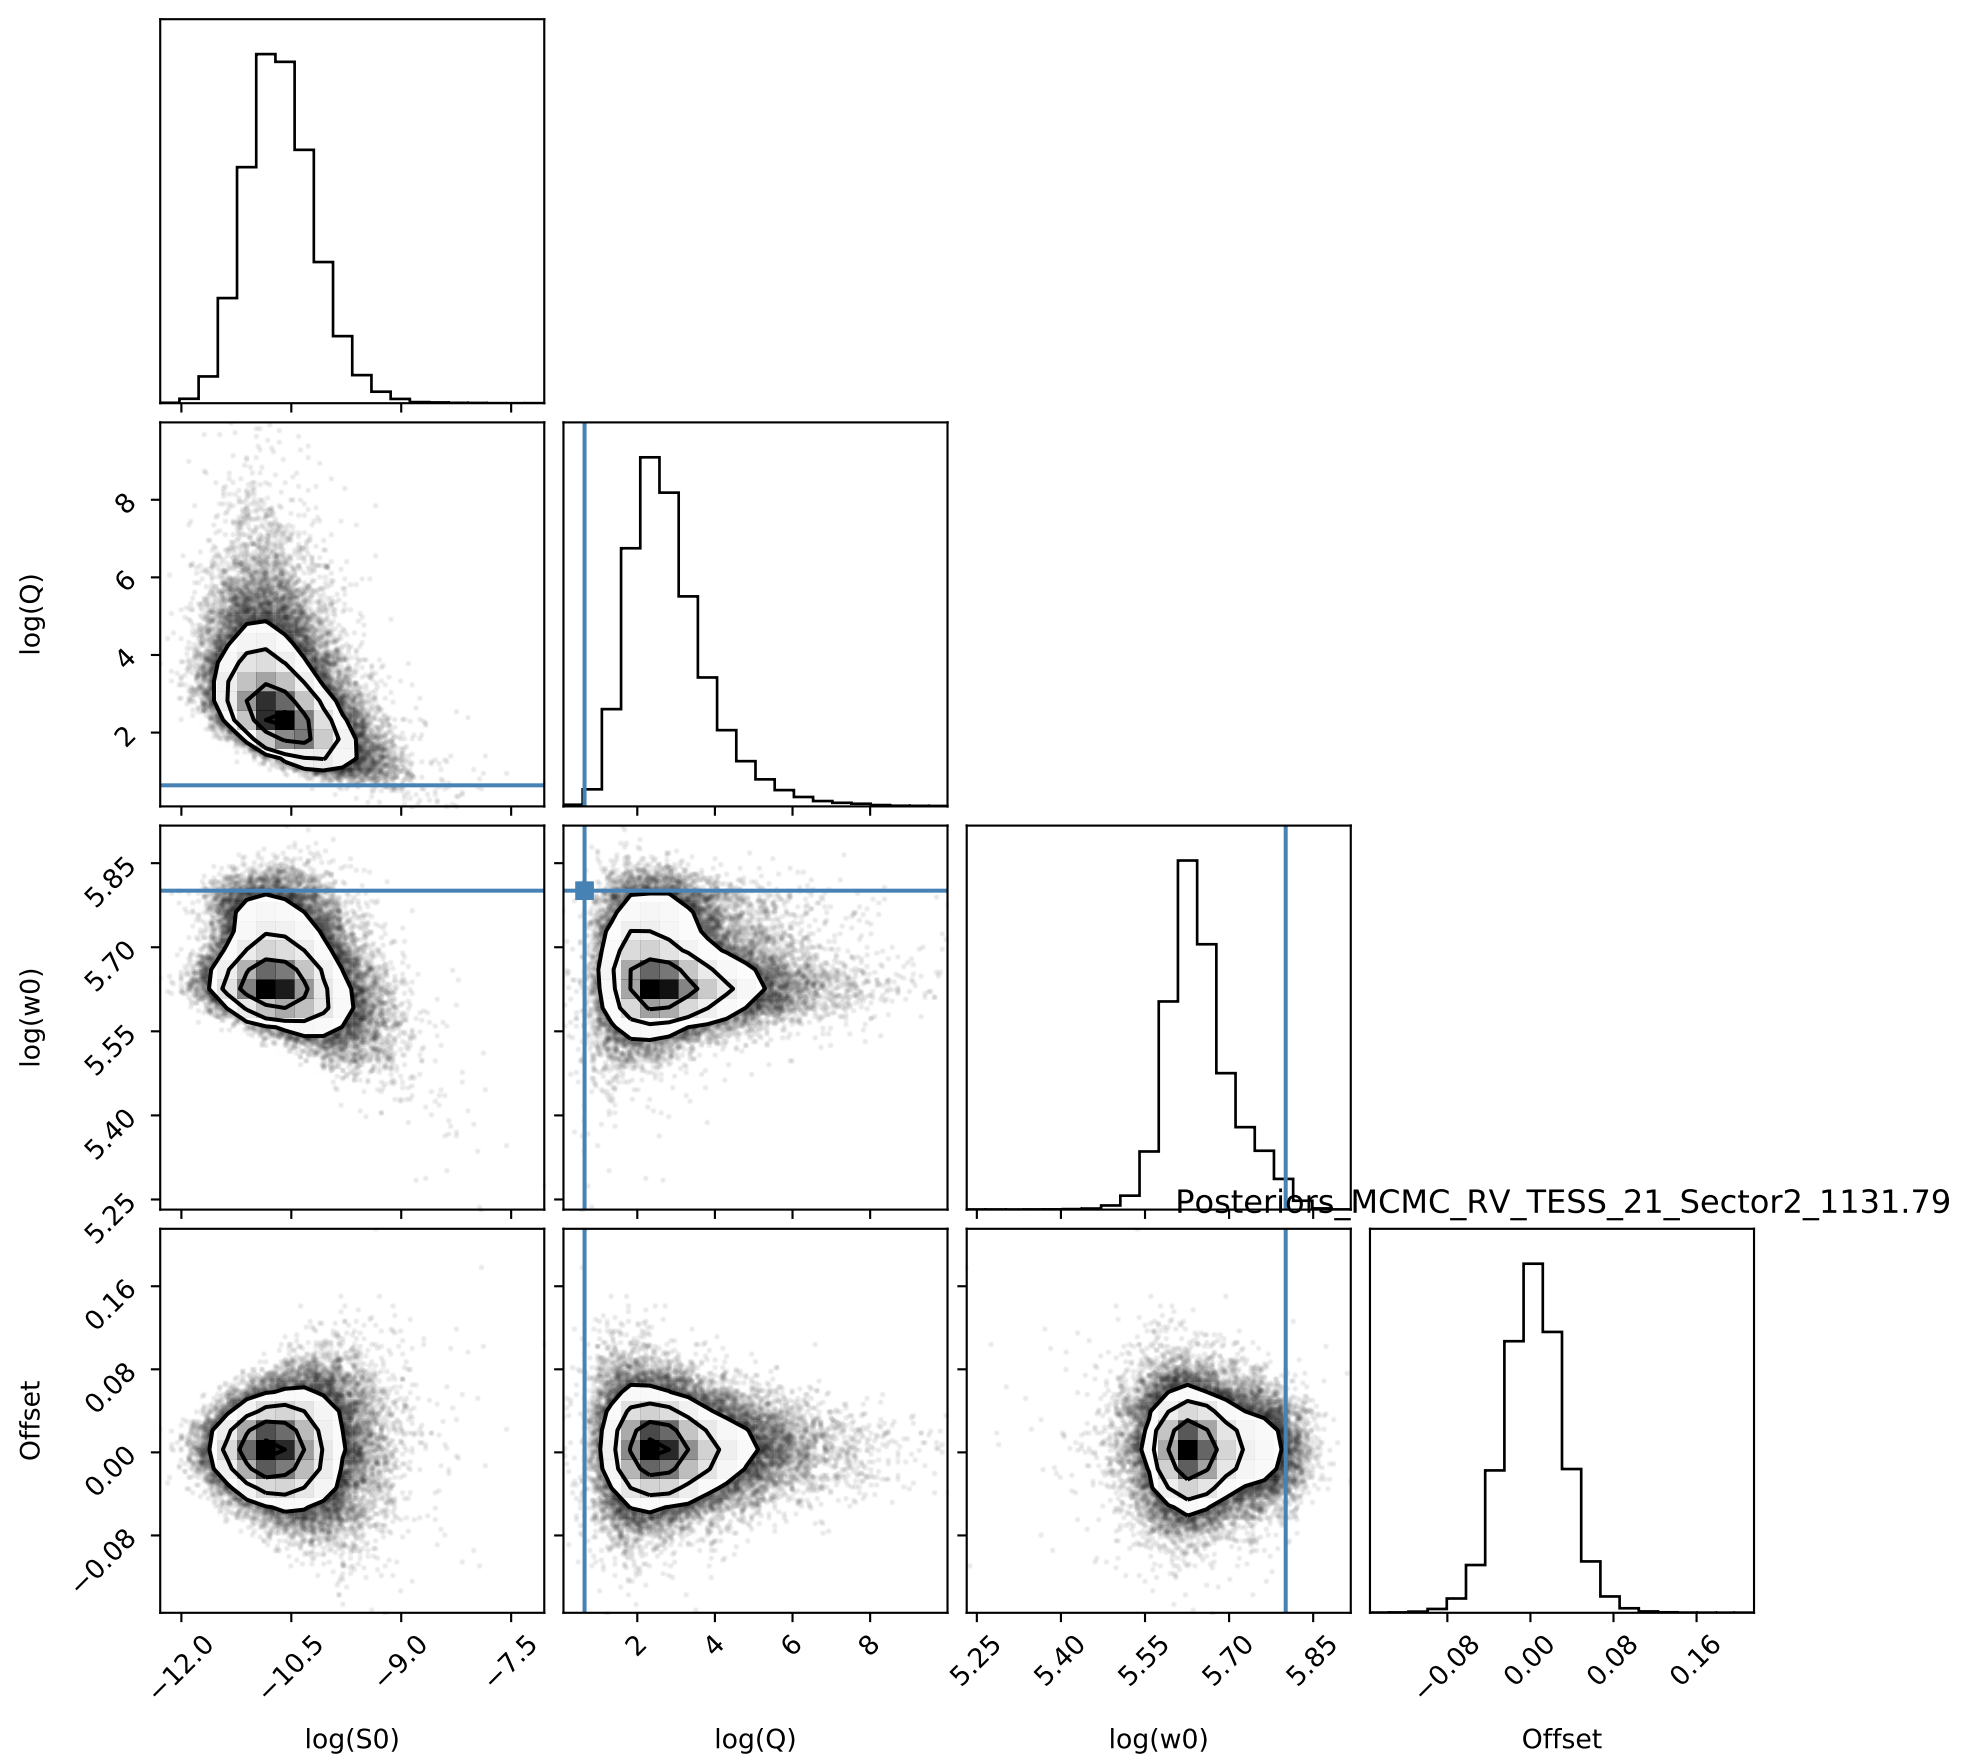 log(Q)
8
6
4
2
log(w0)
5.85
5.70
5.55
5.40
5.25
Posteriors_MCMC_RV_TESS_21_Sector2_1131.79
Offset
0.16
0.08
0.00
−0.08
−12.0 −10.5 −9.0 −7.5 2 4 6 8 5.25 5.40 5.55 5.70 5.85 −0.08 0.00 0.08 0.16
log(S0) log(Q) log(w0) Offset